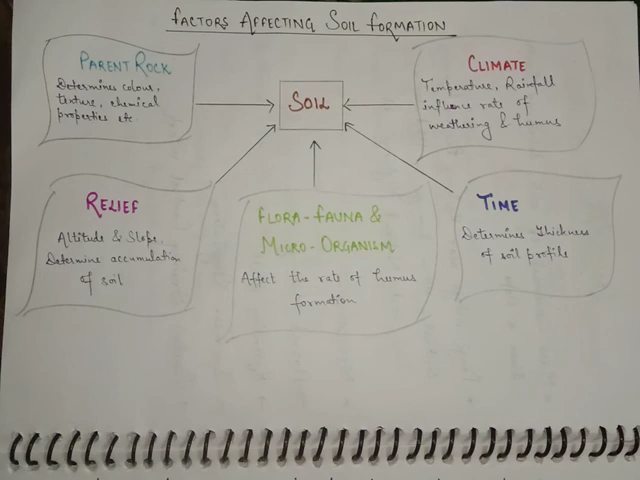 FACTORS AFFECTING SOIL FORMATION
PARENT ROCK
Determines colour,
texture, chemical
properties etc
SOIL
CLIMATE
Temperature, Rainfall
influence rate of
weathering & humus
RELIEF
Altitude & Slope.
Determine accumulation
of soil
FLORA-FAUNA &
MICRO-ORGANISM
Affect the rate of humus
formation
TIME
Determines thickness
of soil profile